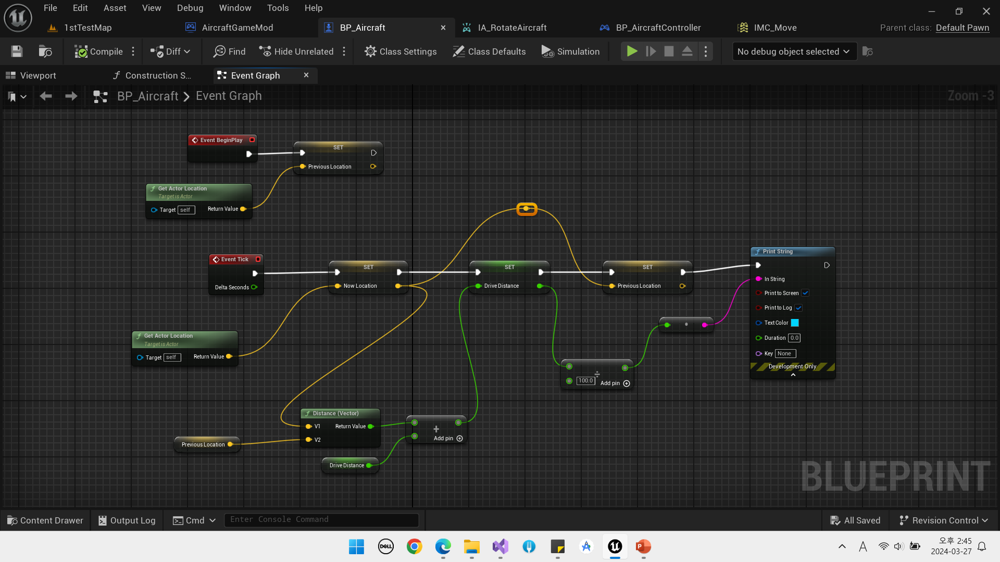 File Edit Asset View Debug Window Tools Help
1stTestMap AircraftGameMod BP_Aircraft IA_RotateAircraft BP_AircraftController IMC_Move Parent class: Default Pawn
Compile Diff Find Hide Unrelated Class Settings Class Defaults Simulation No debug object selected
Viewport Construction S... Event Graph
BP_Aircraft > Event Graph Zoom -3
Event BeginPlay
SET
Previous Location
Get Actor Location
Target is Actor
Target self Return Value
Event Tick
Delta Seconds
SET
Now Location
SET
Drive Distance
SET
Previous Location
Print String
In String
Print to Screen
Print to Log
Text Color
Duration 0.0
Key None
Development Only
Get Actor Location
Target is Actor
Target self Return Value
÷
100.0 Add pin
Distance (Vector)
V1 Return Value
V2
+
Add pin
Previous Location
Drive Distance
BLUEPRINT
Content Drawer Output Log Cmd Enter Console Command All Saved Revision Control
DELL
A
오후 2:45
2024-03-27